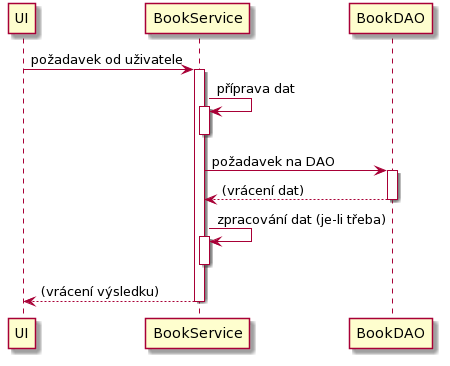 UI
BookService
BookDAO
požadavek od uživatele
příprava dat
požadavek na DAO
(vrácení dat)
zpracování dat (je-li třeba)
(vrácení výsledku)
UI
BookService
BookDAO